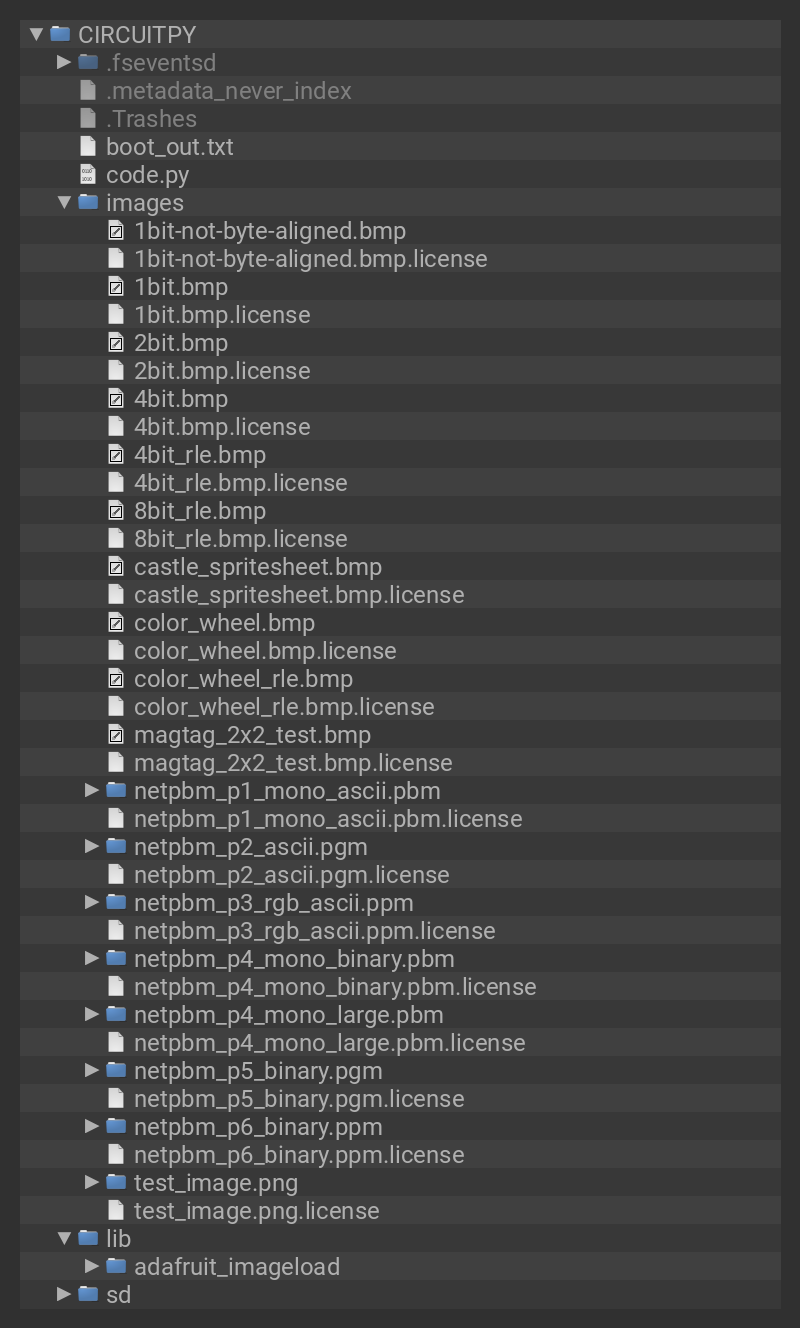 CIRCUITPY
.fseventsd
.metadata_never_index
.Trashes
boot_out.txt
code.py
images
1bit-not-byte-aligned.bmp
1bit-not-byte-aligned.bmp.license
1bit.bmp
1bit.bmp.license
2bit.bmp
2bit.bmp.license
4bit.bmp
4bit.bmp.license
4bit_rle.bmp
4bit_rle.bmp.license
8bit_rle.bmp
8bit_rle.bmp.license
castle_spritesheet.bmp
castle_spritesheet.bmp.license
color_wheel.bmp
color_wheel.bmp.license
color_wheel_rle.bmp
color_wheel_rle.bmp.license
magtag_2x2_test.bmp
magtag_2x2_test.bmp.license
netpbm_p1_mono_ascii.pbm
netpbm_p1_mono_ascii.pbm.license
netpbm_p2_ascii.pgm
netpbm_p2_ascii.pgm.license
netpbm_p3_rgb_ascii.ppm
netpbm_p3_rgb_ascii.ppm.license
netpbm_p4_mono_binary.pbm
netpbm_p4_mono_binary.pbm.license
netpbm_p4_mono_large.pbm
netpbm_p4_mono_large.pbm.license
netpbm_p5_binary.pgm
netpbm_p5_binary.pgm.license
netpbm_p6_binary.ppm
netpbm_p6_binary.ppm.license
test_image.png
test_image.png.license
lib
adafruit_imageload
sd